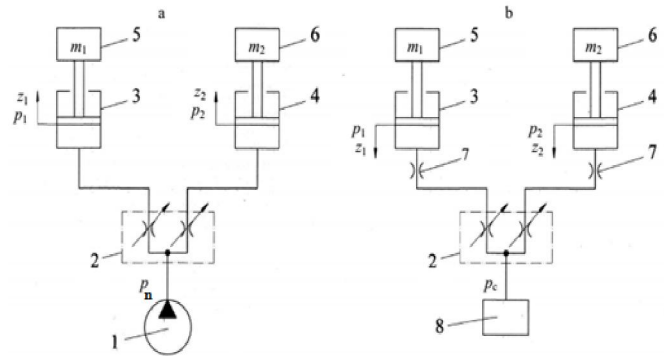 a b
5 6 5 6
m₁ m₂ m₁ m₂
z₁ 3 z₂ 4 3 4
p₁ p₂ p₁ p₂
z₁ z₂
7 7
2 2
pₙ p_c
1 8